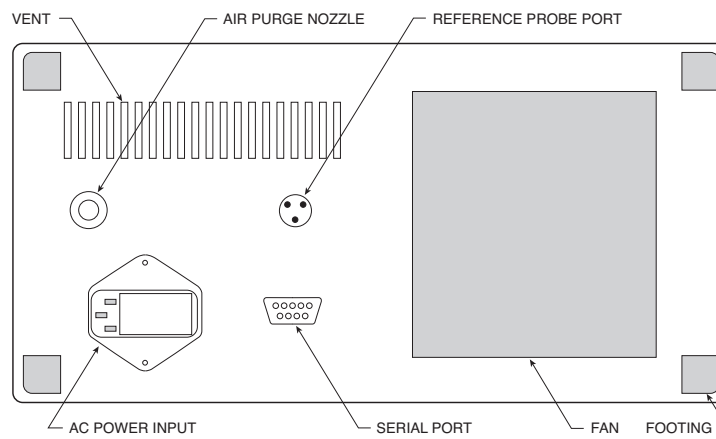 VENT AIR PURGE NOZZLE REFERENCE PROBE PORT
AC POWER INPUT SERIAL PORT FAN FOOTING